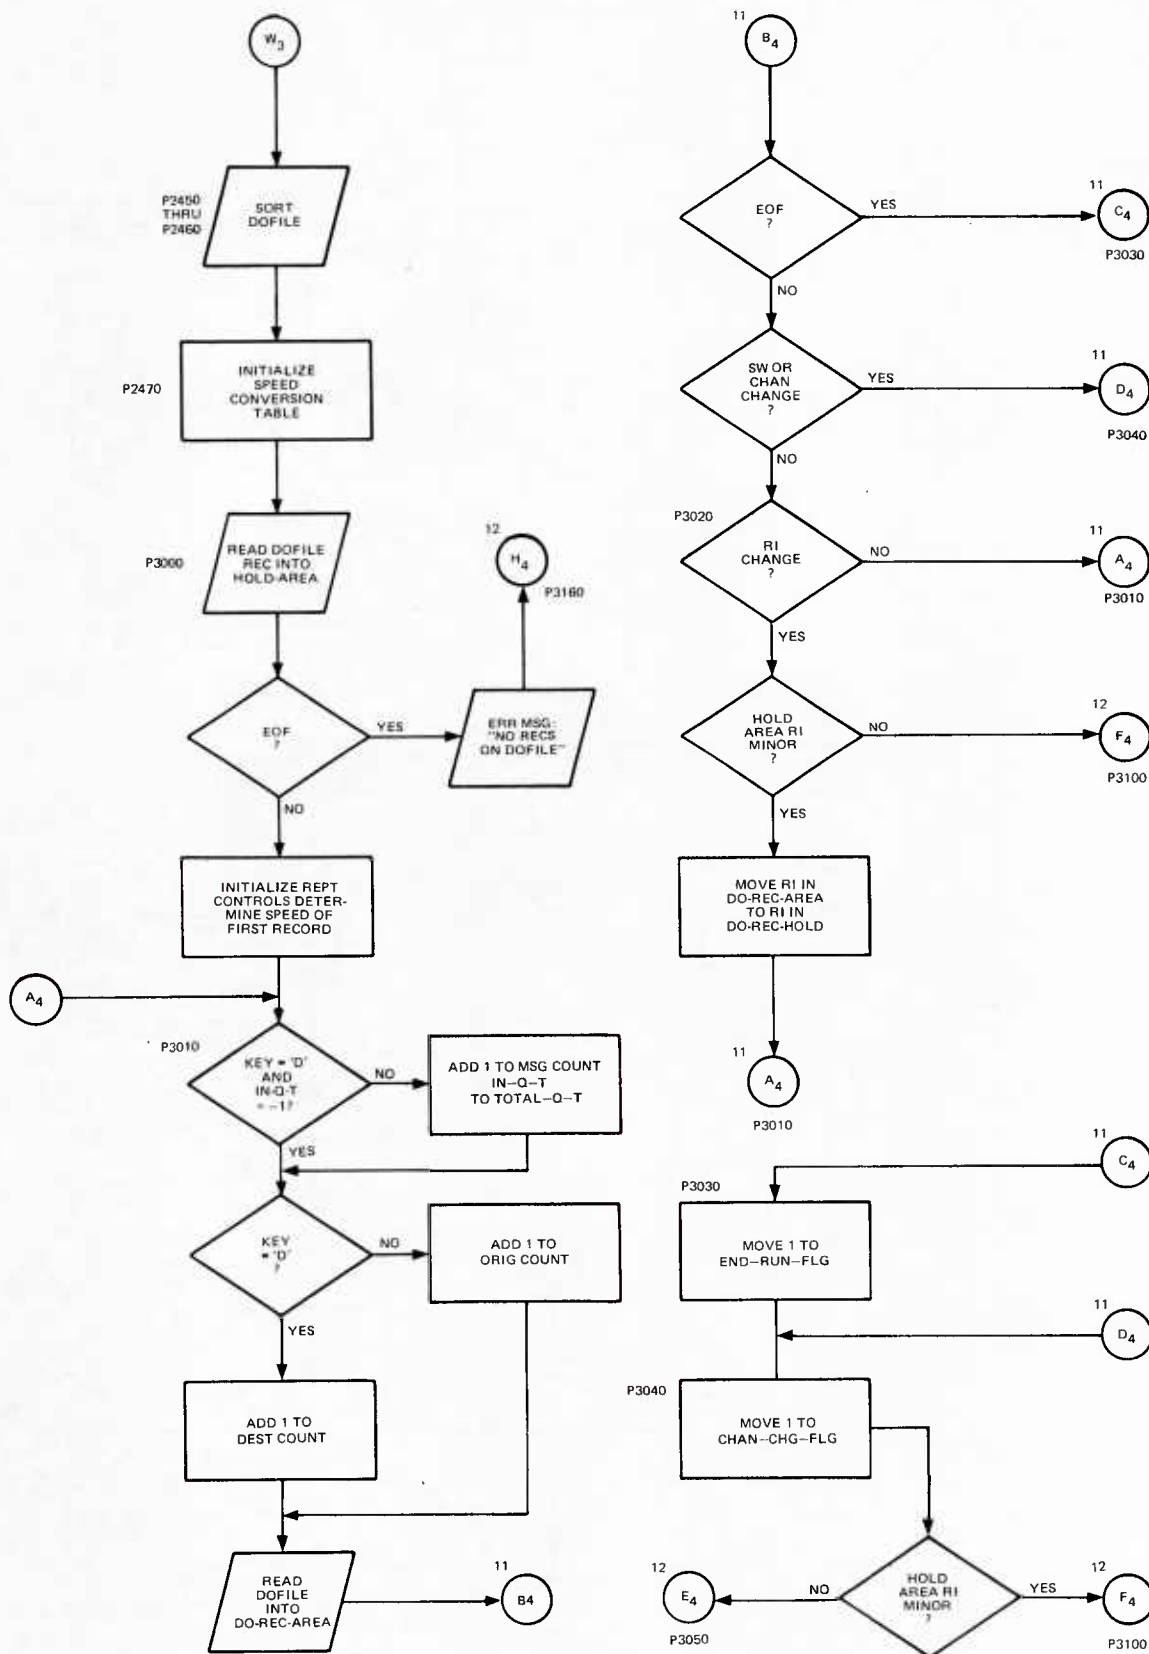 W3
P2450
THRU
P2460
SORT
DOFILE
P2470
INITIALIZE
SPEED
CONVERSION
TABLE
P3000
READ DOFILE
REC INTO
HOLD-AREA
12
H4
P3160
EOF
?
YES
ERR MSG:
"NO RECS
ON DOFILE"
NO
INITIALIZE REPT
CONTROLS DETER-
MINE SPEED OF
FIRST RECORD
A4
P3010
KEY = 'D'
AND
IN-Q-T
= -1?
NO
ADD 1 TO MSG COUNT
IN-Q-T
TO TOTAL-Q-T
YES
KEY
= 'D'
?
NO
ADD 1 TO
ORIG COUNT
YES
ADD 1 TO
DEST COUNT
READ
DOFILE
INTO
DO-REC-AREA
11
B4
11
B4
EOF
?
YES
11
C4
P3030
NO
SW OR
CHAN
CHANGE
?
YES
11
D4
P3040
NO
P3020
RI
CHANGE
?
NO
11
A4
P3010
YES
HOLD
AREA RI
MINOR
?
NO
12
F4
P3100
YES
MOVE RI IN
DO-REC-AREA
TO RI IN
DO-REC-HOLD
11
A4
P3010
11
C4
P3030
MOVE 1 TO
END-RUN-FLG
11
D4
P3040
MOVE 1 TO
CHAN-CHG-FLG
HOLD
AREA RI
MINOR
?
NO
12
E4
P3050
YES
12
F4
P3100